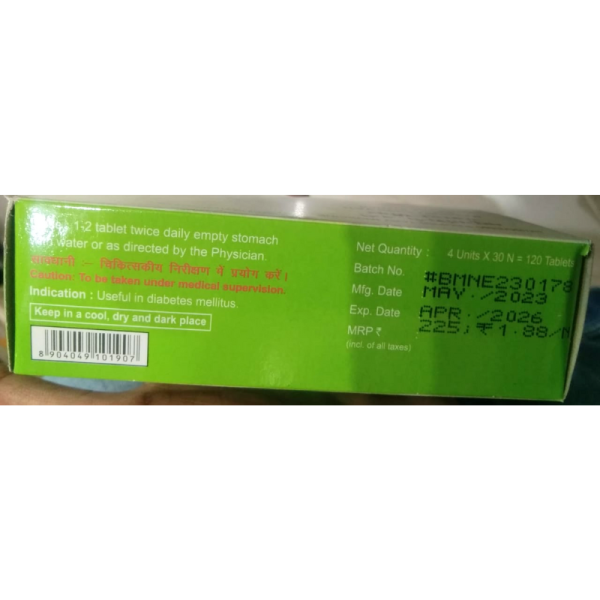 1-2 tablet twice daily empty stomach
water or as directed by the Physician.
सावधानी :- चिकित्सकीय निरीक्षण में प्रयोग करें।
Caution: To be taken under medical supervision.
Indication : Useful in diabetes mellitus.
Keep in a cool, dry and dark place
8 904049 101907
Net Quantity : 4 Units X 30 N = 120 Tablets
Batch No. #BMNE230178
Mfg. Date MAY./2023
Exp. Date APR./2026
MRP ₹ 225/ ₹1.88/N
(incl. of all taxes)